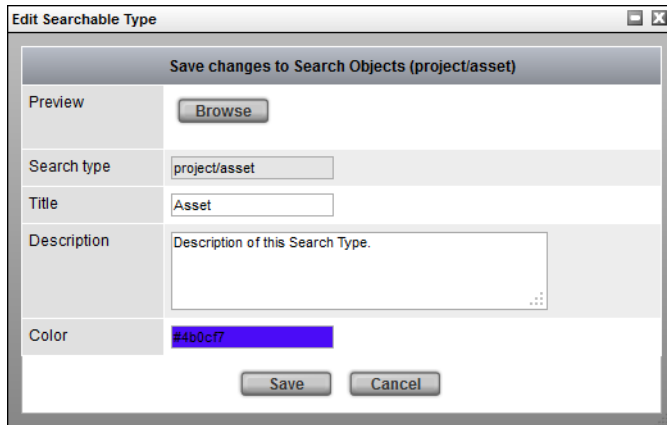 Edit Searchable Type
Save changes to Search Objects (project/asset)
Preview
Browse
Search type
project/asset
Title
Asset
Description
Description of this Search Type.
Color
#4b0cf7
Save
Cancel